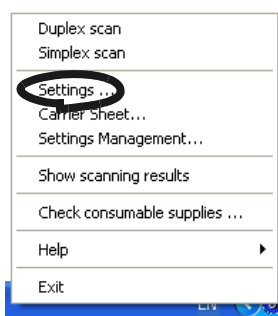 Duplex scan
Simplex scan
Settings ...
Carrier Sheet...
Settings Management...
Show scanning results
Check consumable supplies ...
Help
Exit
EN